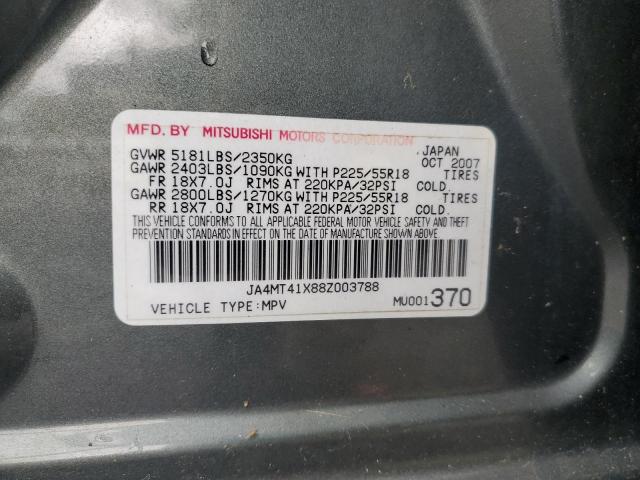 MFD. BY MITSUBISHI MOTORS CORPORATION
JAPAN
OCT 2007
GVWR 5181LBS/2350KG
GAWR 2403LBS/1090KG WITH P225/55R18 TIRES
FR 18X7.0J RIMS AT 220KPA/32PSI COLD.
GAWR 2800LBS/1270KG WITH P225/55R18 TIRES
RR 18X7.0J RIMS AT 220KPA/32PSI COLD.
THIS VEHICLE CONFORMS TO ALL APPLICABLE FEDERAL MOTOR VEHICLE SAFETY AND THEFT
PREVENTION STANDARDS IN EFFECT ON THE DATE OF MANUFACTURE SHOWN ABOVE.
JA4MT41X88Z003788
VEHICLE TYPE:MPV MU001370